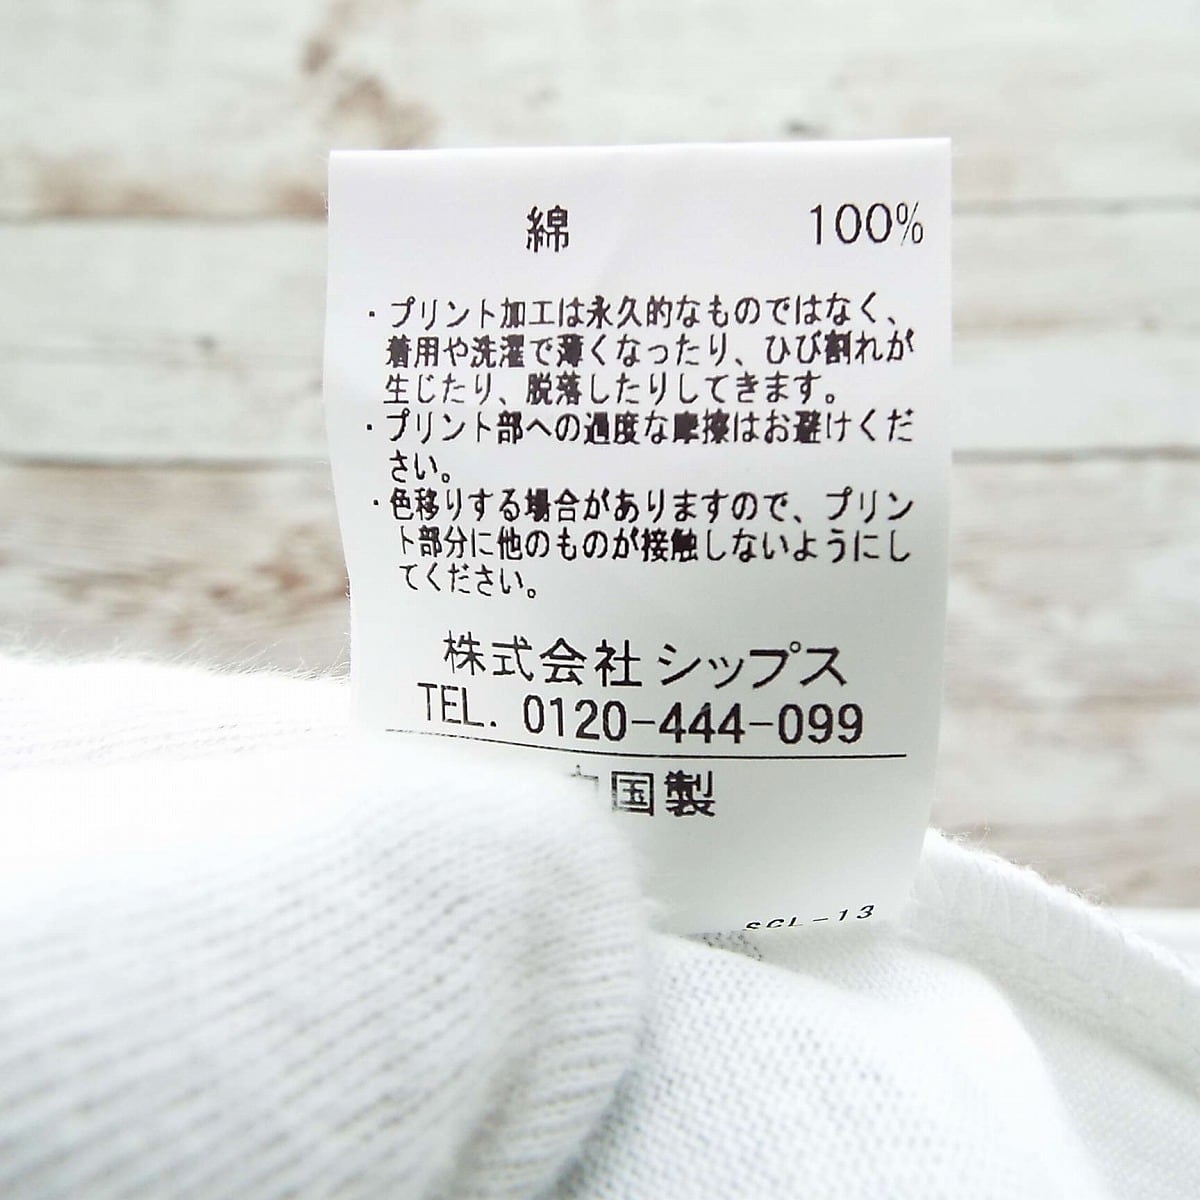 綿 100%
・プリント加工は永久的なものではなく、
着用や洗濯で薄くなったり、ひび割れが
生じたり、脱落したりしてきます。
・プリント部への過度な摩擦はお避けくだ
さい。
・色移りする場合がありますので、プリン
ト部分に他のものが接触しないようにし
てください。
株式会社 シップス
TEL. 0120-444-099
国製
SCL-13